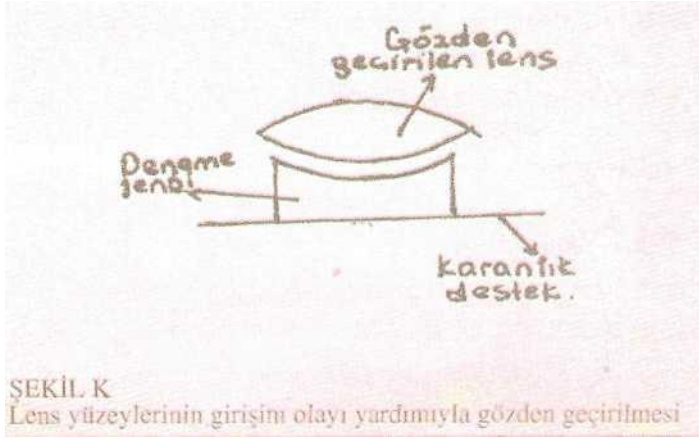 Gözden
geçirilen lens
Deneme
lensi
karanlık
destek.
ŞEKİL K
Lens yüzeylerinin girişim olayı yardımıyla gözden geçirilmesi